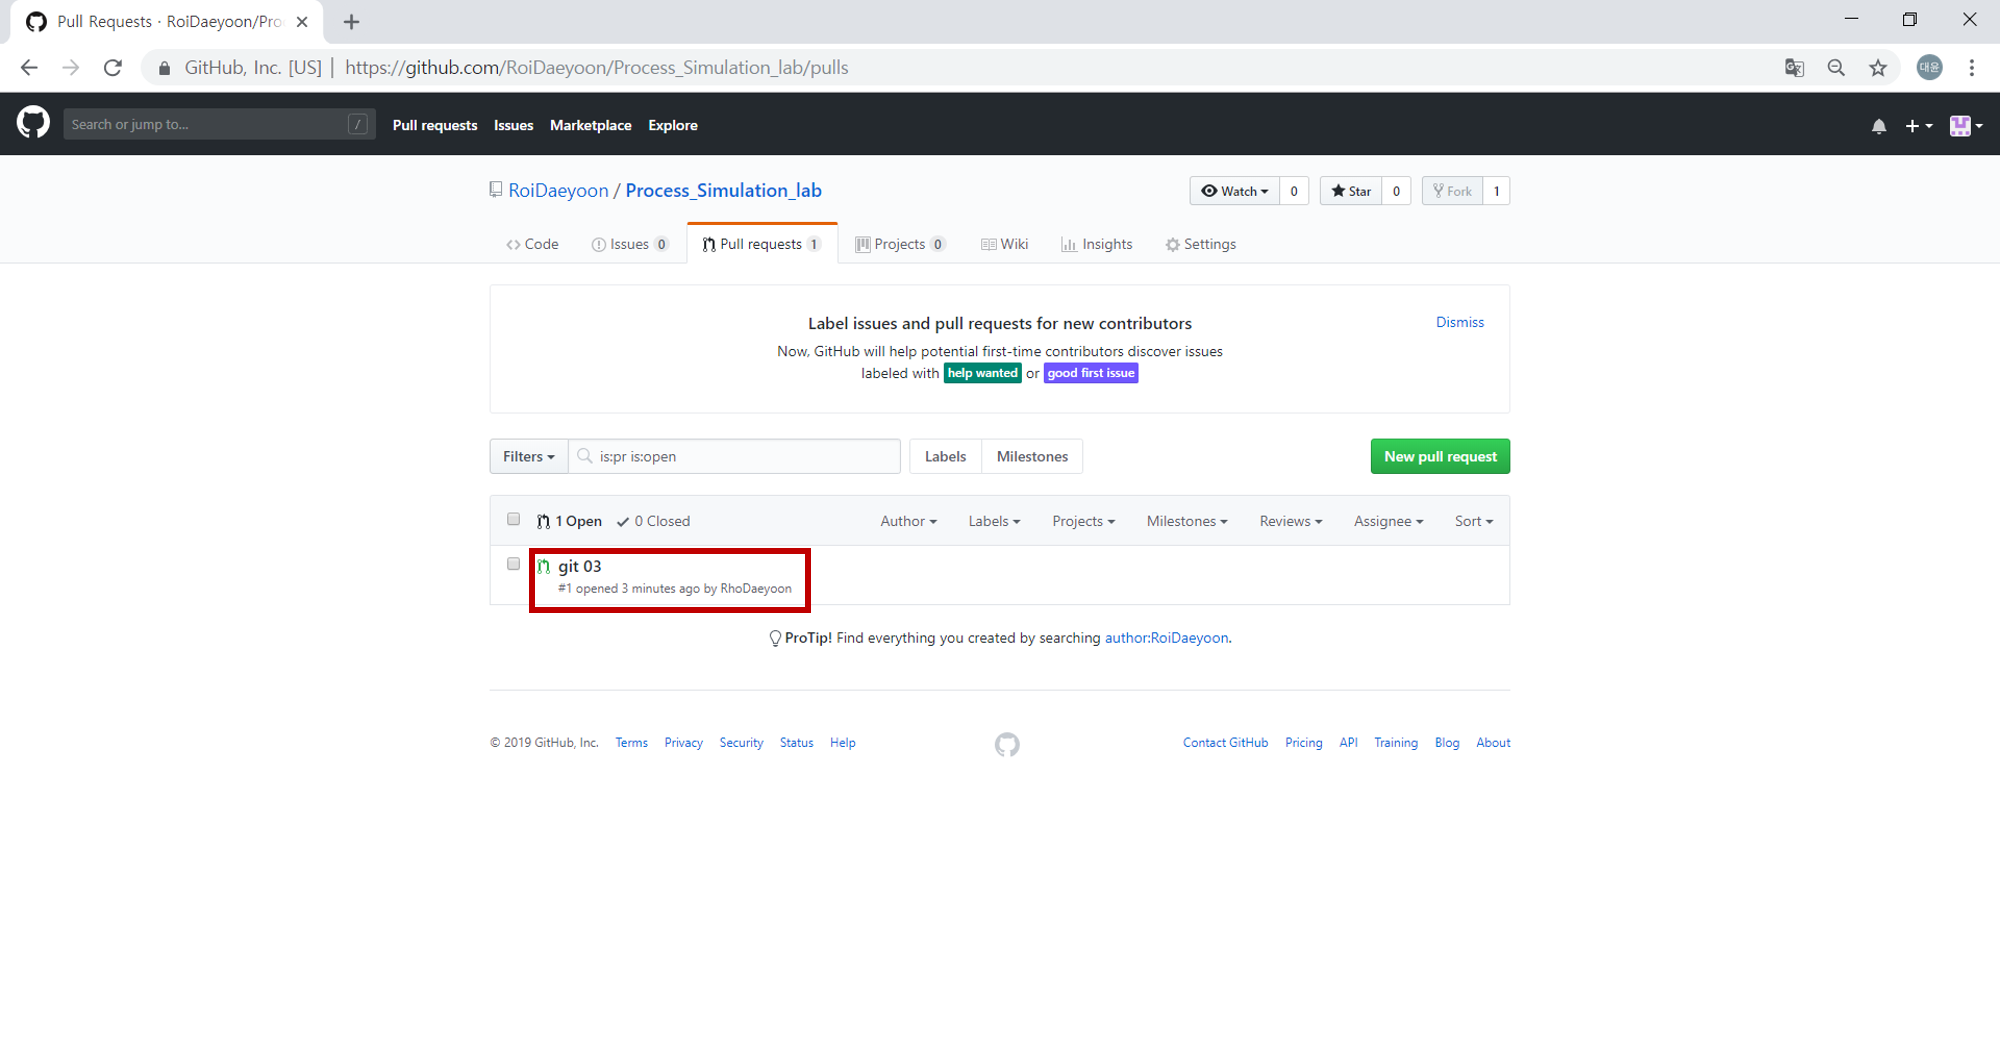 Pull Requests · RoiDaeyoon/Pro
GitHub, Inc. [US] | https://github.com/RoiDaeyoon/Process_Simulation_lab/pulls
대윤
Search or jump to... /
Pull requests Issues Marketplace Explore
RoiDaeyoon / Process_Simulation_lab
Watch 0 Star 0 Fork 1
Code Issues 0 Pull requests 1 Projects 0 Wiki Insights Settings
Label issues and pull requests for new contributors
Dismiss
Now, GitHub will help potential first-time contributors discover issues
labeled with help wanted or good first issue
Filters is:pr is:open Labels Milestones New pull request
1 Open 0 Closed Author Labels Projects Milestones Reviews Assignee Sort
git 03
#1 opened 3 minutes ago by RhoDaeyoon
ProTip! Find everything you created by searching author:RoiDaeyoon.
© 2019 GitHub, Inc. Terms Privacy Security Status Help Contact GitHub Pricing API Training Blog About